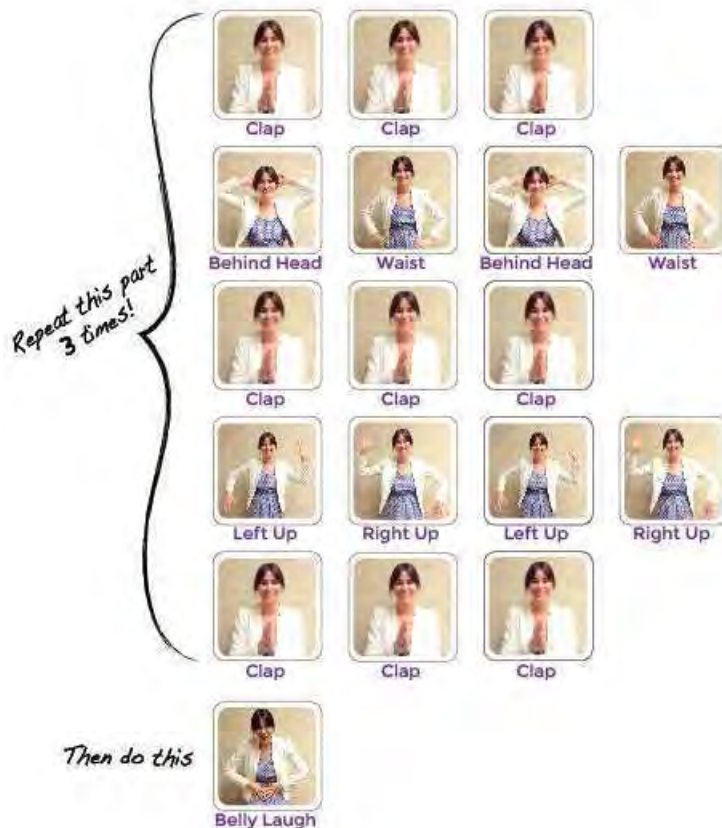 Clap Clap Clap
Behind Head Waist Behind Head Waist
Repeat this part
3 times!
Clap Clap Clap
Left Up Right Up Left Up Right Up
Clap Clap Clap
Then do this
Belly Laugh